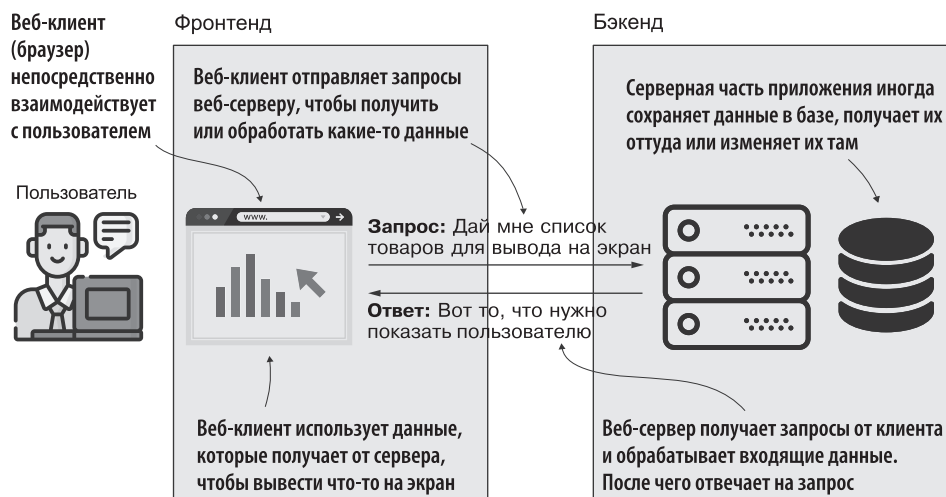 Веб-клиент
(браузер)
непосредственно
взаимодействует
с пользователем
Фронтенд
Бэкенд
Веб-клиент отправляет запросы
веб-серверу, чтобы получить
или обработать какие-то данные
Серверная часть приложения иногда
сохраняет данные в базе, получает их
оттуда или изменяет их там
Пользователь
www.
Запрос: Дай мне список
товаров для вывода на экран
Ответ: Вот то, что нужно
показать пользователю
Веб-клиент использует данные,
которые получает от сервера,
чтобы вывести что-то на экран
Веб-сервер получает запросы от клиента
и обрабатывает входящие данные.
После чего отвечает на запрос